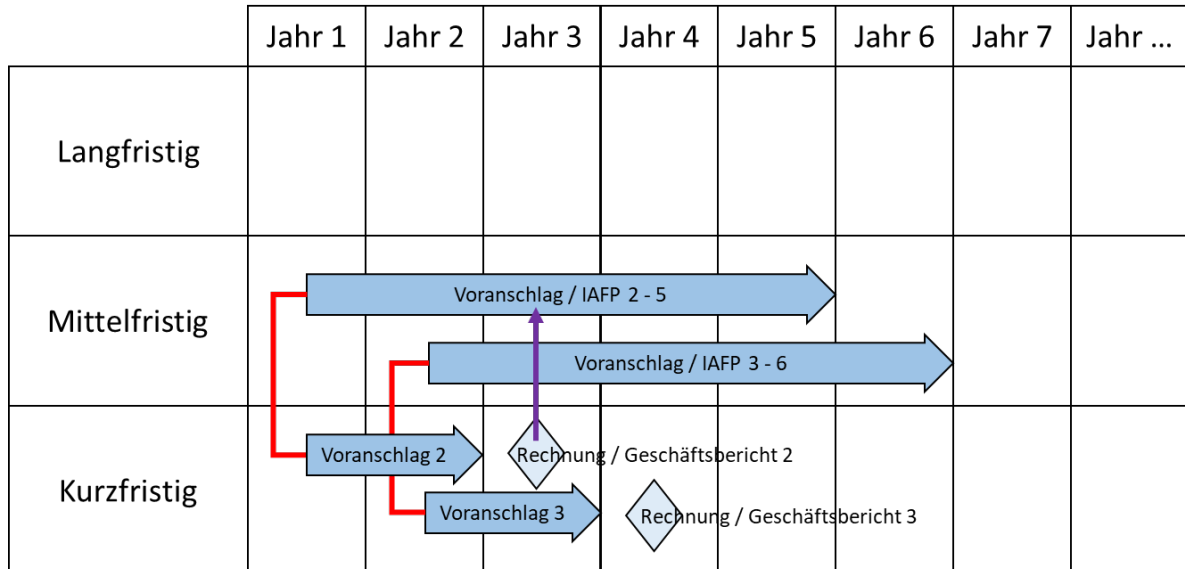 Jahr 1
Jahr 2
Jahr 3
Jahr 4
Jahr 5
Jahr 6
Jahr 7
Jahr ...
Langfristig
Mittelfristig
Voranschlag / IAFP 2 - 5
Voranschlag / IAFP 3 - 6
Kurzfristig
Voranschlag 2
Rechnung / Geschäftsbericht 2
Voranschlag 3
Rechnung / Geschäftsbericht 3